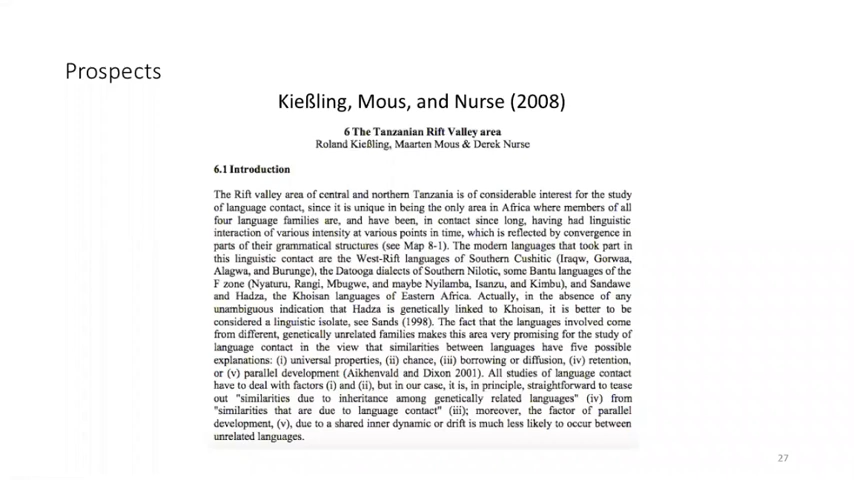 Prospects
Kießling, Mous, and Nurse (2008)
6 The Tanzanian Rift Valley area
Roland Kießling, Maarten Mous & Derek Nurse
6.1 Introduction
The Rift valley area of central and northern Tanzania is of considerable interest for the study
of language contact, since it is unique in being the only area in Africa where members of all
four language families are, and have been, in contact since long, having had linguistic
interaction of various intensity at various points in time, which is reflected by convergence in
parts of their grammatical structures (see Map 8-1). The modern languages that took part in
this linguistic contact are the West-Rift languages of Southern Cushitic (Iraqw, Gorwaa,
Alagwa, and Burunge), the Datooga dialects of Southern Nilotic, some Bantu languages of the
F zone (Nyaturu, Rangi, Mbugwe, and maybe Nyilamba, Isanzu, and Kimbu), and Sandawe
and Hadza, the Khoisan languages of Eastern Africa. Actually, in the absence of any
unambiguous indication that Hadza is genetically linked to Khoisan, it is better to be
considered a linguistic isolate, see Sands (1998). The fact that the languages involved come
from different, genetically unrelated families makes this area very promising for the study of
language contact in the view that similarities between languages have five possible
explanations: (i) universal properties, (ii) chance, (iii) borrowing or diffusion, (iv) retention,
or (v) parallel development (Aikhenvald and Dixon 2001). All studies of language contact
have to deal with factors (i) and (ii), but in our case, it is, in principle, straightforward to tease
out "similarities due to inheritance among genetically related languages" (iv) from
"similarities that are due to language contact" (iii); moreover, the factor of parallel
development, (v), due to a shared inner dynamic or drift is much less likely to occur between
unrelated languages.
27